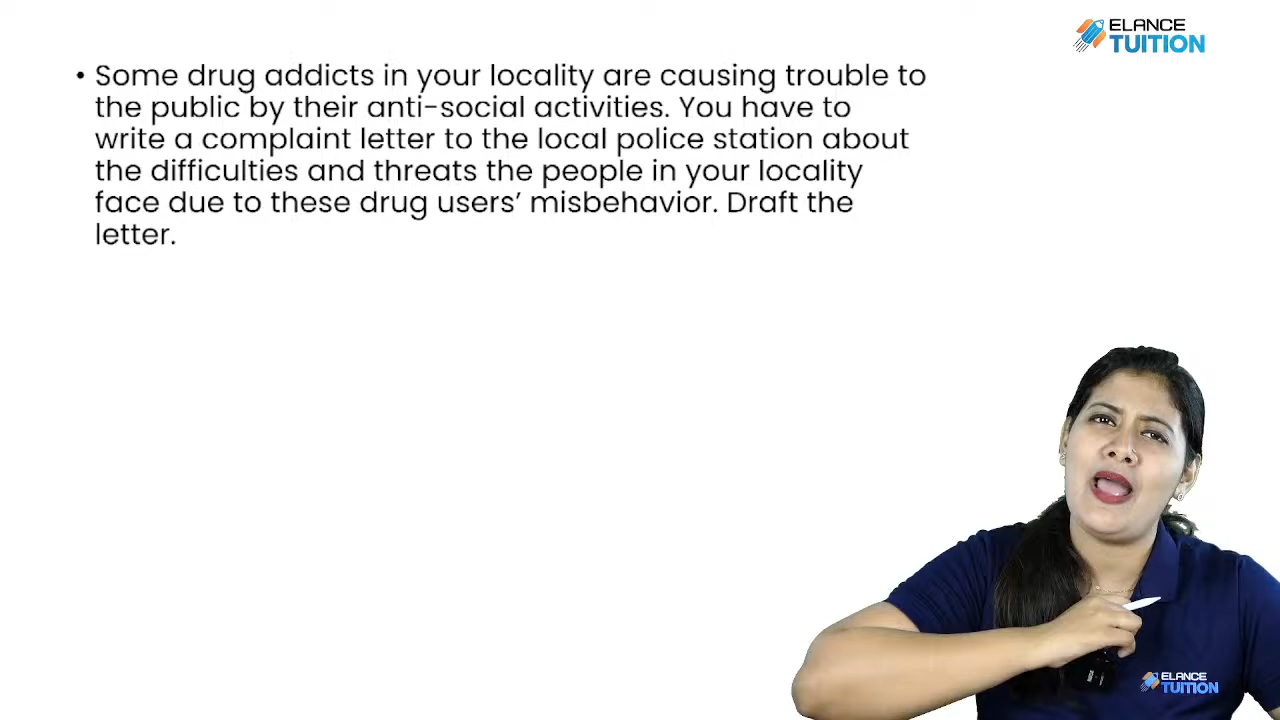 ELANCE
TUITION
• Some drug addicts in your locality are causing trouble to
the public by their anti-social activities. You have to
write a complaint letter to the local police station about
the difficulties and threats the people in your locality
face due to these drug users’ misbehavior. Draft the
letter.
ELANCE
TUITION